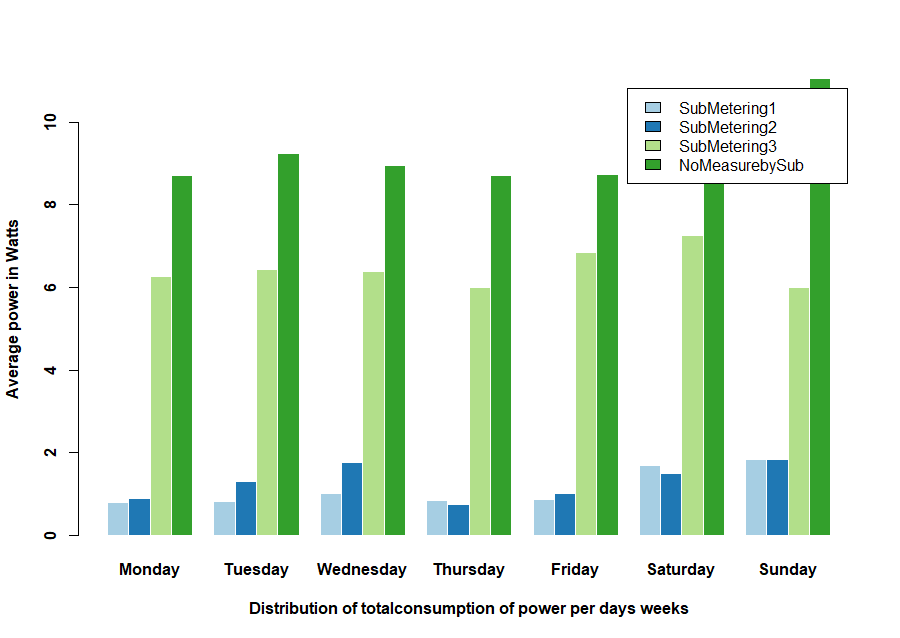 SubMetering1
SubMetering2
SubMetering3
NoMeasurebySub
Average power in Watts
10
8
6
4
2
0
Monday Tuesday Wednesday Thursday Friday Saturday Sunday
Distribution of totalconsumption of power per days weeks